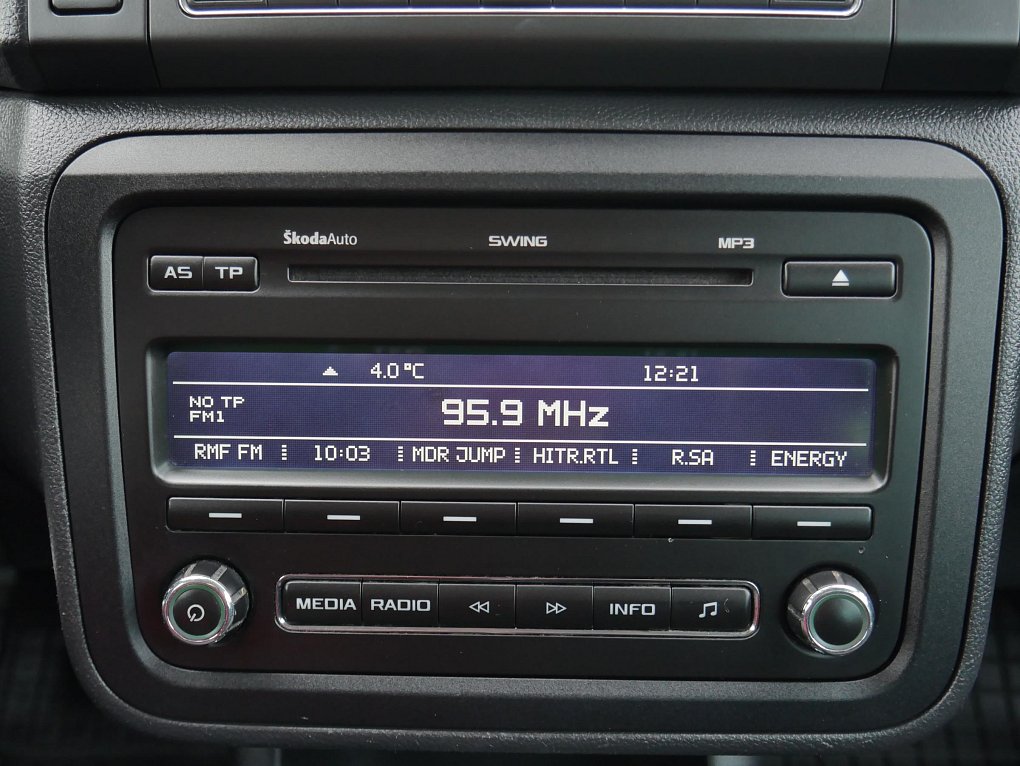 ŠkodaAuto SWING MP3
AS TP
4.0°C 12:21
NO TP
FM1
95.9 MHz
RMF FM 10:03 MDR JUMP HITR.RTL R.SA ENERGY
MEDIA RADIO INFO